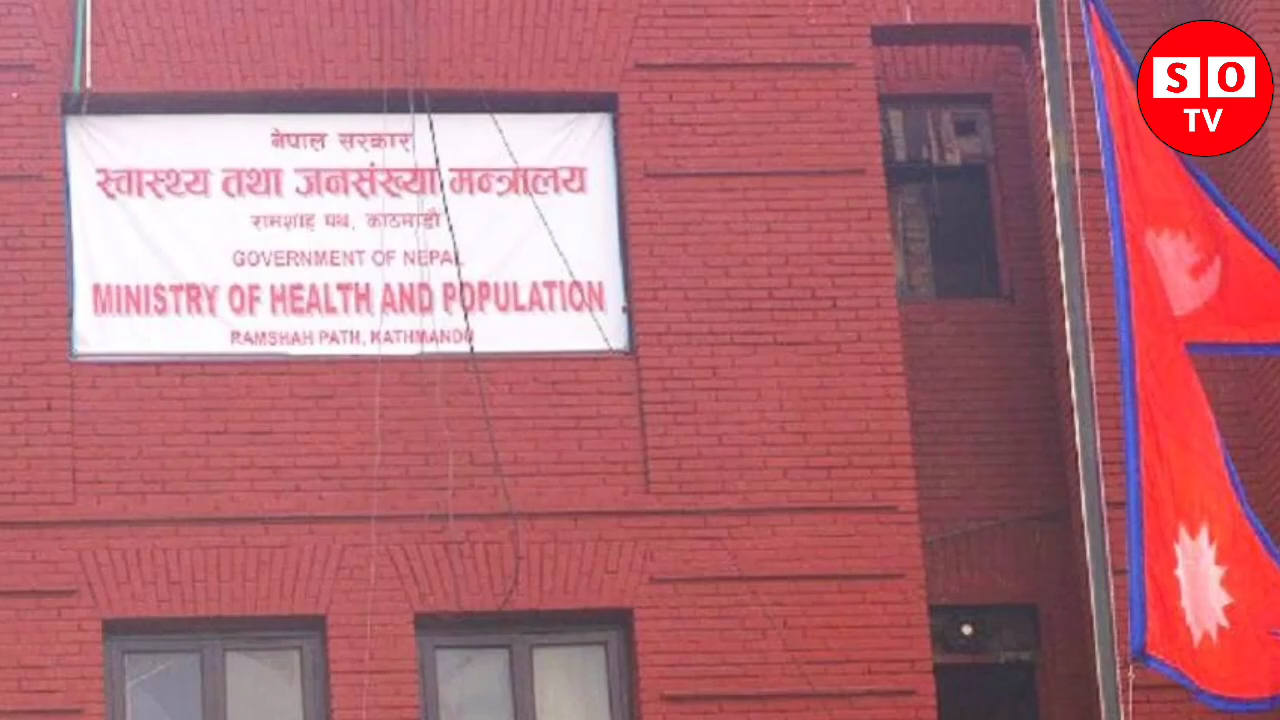 नेपाल सरकार
स्वास्थ्य तथा जनसंख्या मन्त्रालय
रामशाह पथ, काठमाडौं
GOVERNMENT OF NEPAL
MINISTRY OF HEALTH AND POPULATION
RAMSHAH PATH, KATHMANDU
SO
TV